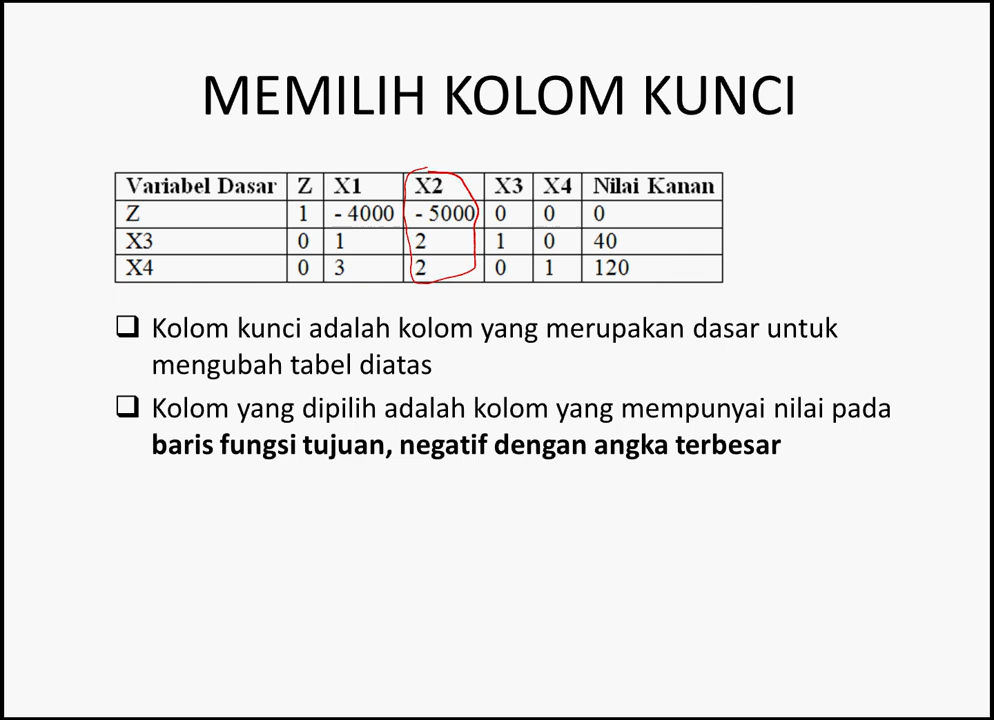 MEMILIH KOLOM KUNCI
Variabel Dasar Z X1 X2 X3 X4 Nilai Kanan
Z 1 - 4000 - 5000 0 0 0
X3 0 1 2 1 0 40
X4 0 3 2 0 1 120
Kolom kunci adalah kolom yang merupakan dasar untuk
mengubah tabel diatas
Kolom yang dipilih adalah kolom yang mempunyai nilai pada
baris fungsi tujuan, negatif dengan angka terbesar